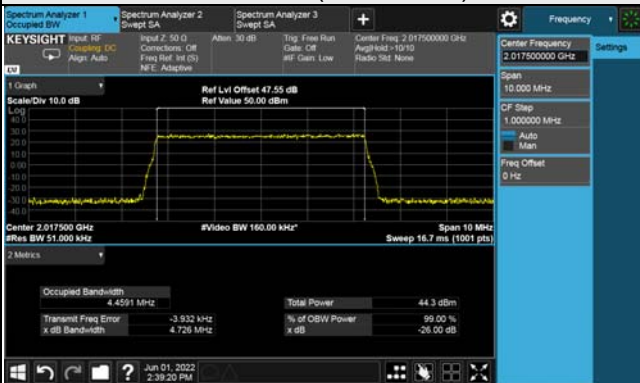 Spectrum Analyzer 1
Occupied BW
Spectrum Analyzer 2
Swept SA
Spectrum Analyzer 3
Swept SA
Frequency
KEYSIGHT
Input: RF
Coupling: DC
Align: Auto
Input Z: 50 Ω
Corrections: Off
Freq Ref: Int (S)
NFE: Adaptive
Atten: 30 dB
Trig: Free Run
Gate: Off
#IF Gain: Low
Center Freq: 2.017500000 GHz
Avg|Hold:>10/10
Radio Std: None
Center Frequency
2.017500000 GHz
Settings
Span
10.000 MHz
CF Step
1.000000 MHz
Auto
Man
Freq Offset
0 Hz
1 Graph
Scale/Div 10.0 dB
Ref Lvl Offset 47.55 dB
Ref Value 50.00 dBm
Log
40.0
30.0
20.0
10.0
0.00
-10.0
-20.0
-30.0
-40.0
Center 2.017500 GHz
#Res BW 51.000 kHz
#Video BW 160.00 kHz*
Span 10 MHz
Sweep 16.7 ms (1001 pts)
2 Metrics
Occupied Bandwidth
4.4591 MHz
Total Power 44.3 dBm
Transmit Freq Error -3.932 kHz
% of OBW Power 99.00 %
x dB Bandwidth 4.726 MHz
x dB -26.00 dB
Jun 01, 2022
2:39:20 PM